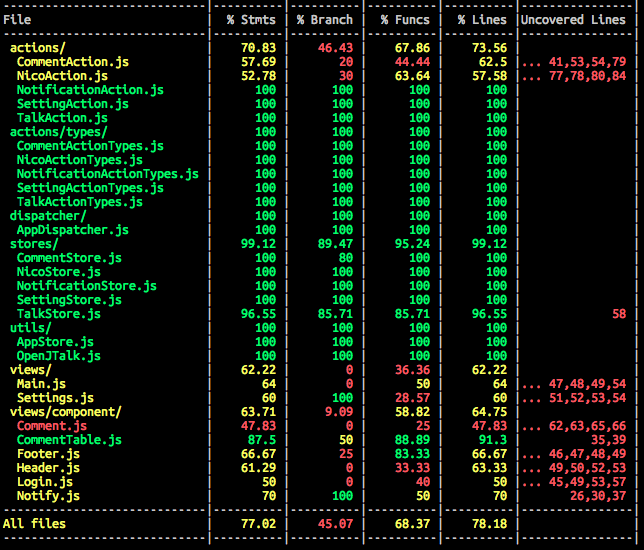 ---------------------------|----------|----------|----------|----------|----------------|
File                       |  % Stmts | % Branch |  % Funcs |  % Lines |Uncovered Lines |
---------------------------|----------|----------|----------|----------|----------------|
 actions/                  |    70.83 |    46.43 |    67.86 |    73.56 |                |
  CommentAction.js         |    57.69 |       20 |    44.44 |     62.5 |... 41,53,54,79 |
  NicoAction.js            |    52.78 |       30 |    63.64 |    57.58 |... 77,78,80,84 |
  NotificationAction.js    |      100 |      100 |      100 |      100 |                |
  SettingAction.js         |      100 |      100 |      100 |      100 |                |
  TalkAction.js            |      100 |      100 |      100 |      100 |                |
 actions/types/            |      100 |      100 |      100 |      100 |                |
  CommentActionTypes.js    |      100 |      100 |      100 |      100 |                |
  NicoActionTypes.js       |      100 |      100 |      100 |      100 |                |
  NotificationActionTypes.js |      100 |      100 |      100 |      100 |                |
  SettingActionTypes.js    |      100 |      100 |      100 |      100 |                |
  TalkActionTypes.js       |      100 |      100 |      100 |      100 |                |
 dispatcher/               |      100 |      100 |      100 |      100 |                |
  AppDispatcher.js         |      100 |      100 |      100 |      100 |                |
 stores/                   |    99.12 |    89.47 |    95.24 |    99.12 |                |
  CommentStore.js          |      100 |       80 |      100 |      100 |                |
  NicoStore.js             |      100 |      100 |      100 |      100 |                |
  NotificationStore.js     |      100 |      100 |      100 |      100 |                |
  SettingStore.js          |      100 |      100 |      100 |      100 |                |
  TalkStore.js             |    96.55 |    85.71 |    85.71 |    96.55 |             58 |
 utils/                    |      100 |      100 |      100 |      100 |                |
  AppStore.js              |      100 |      100 |      100 |      100 |                |
  OpenJTalk.js             |      100 |      100 |      100 |      100 |                |
 views/                    |    62.22 |        0 |    36.36 |    62.22 |                |
  Main.js                  |       64 |        0 |       50 |       64 |... 47,48,49,54 |
  Settings.js              |       60 |      100 |    28.57 |       60 |... 51,52,53,54 |
 views/component/          |    63.71 |     9.09 |    58.82 |    64.75 |                |
  Comment.js               |    47.83 |        0 |       25 |    47.83 |... 62,63,65,66 |
  CommentTable.js          |     87.5 |       50 |    88.89 |     91.3 |          35,39 |
  Footer.js                |    66.67 |       25 |    83.33 |    66.67 |... 46,47,48,49 |
  Header.js                |    61.29 |        0 |    33.33 |    63.33 |... 49,50,52,53 |
  Login.js                 |       50 |        0 |       40 |       50 |... 45,49,53,57 |
  Notify.js                |       70 |      100 |       50 |       70 |       26,30,37 |
---------------------------|----------|----------|----------|----------|----------------|
All files                  |    77.02 |    45.07 |    68.37 |    78.18 |                |
---------------------------|----------|----------|----------|----------|----------------|